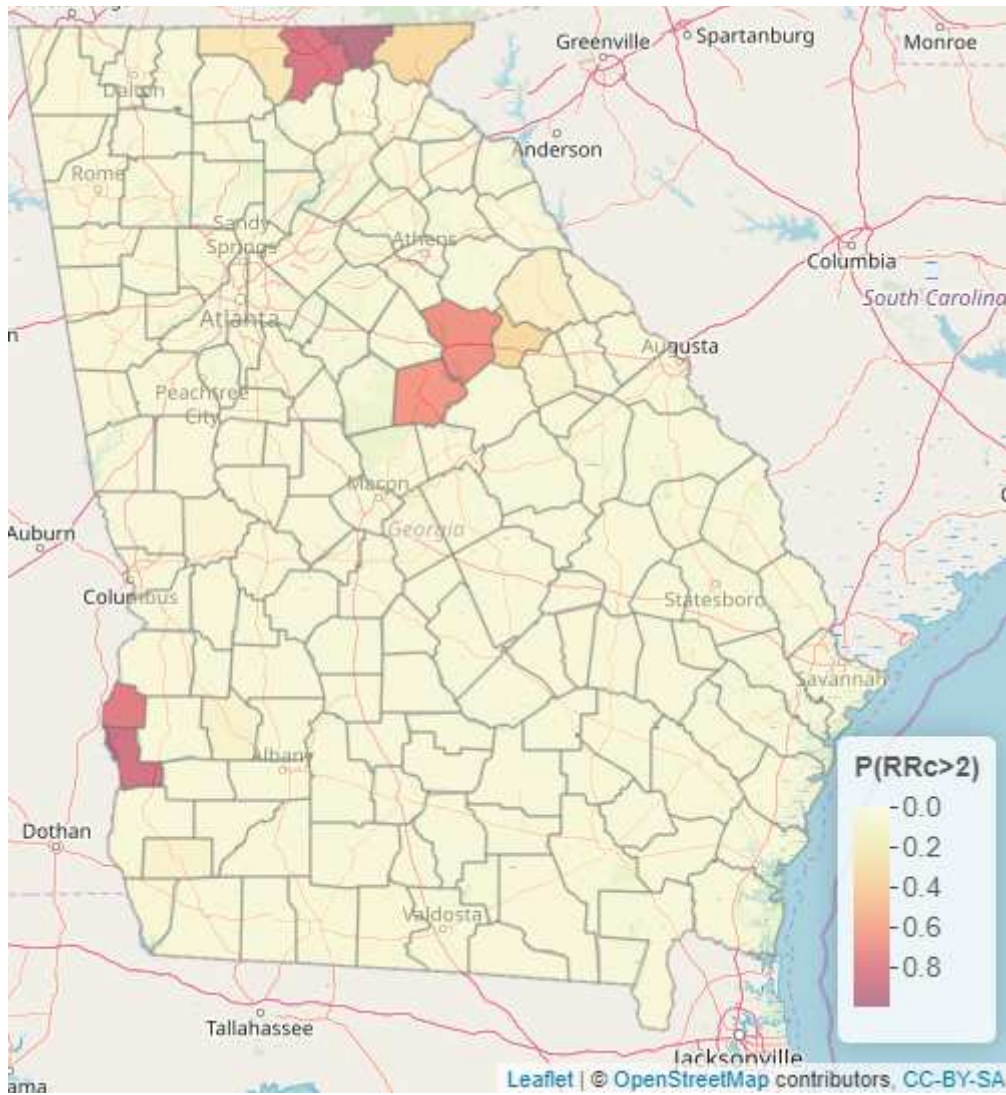 Greenville
Spartanburg
Monroe
Dalton
Anderson
Rome
Sandy
Springs
Athens
Columbia
South Carolina
Atlanta
Augusta
Peachtree
City
Macon
Georgia
Auburn
Columbus
Statesboro
Savannah
Albany
P(RRc>2)
0.0
0.2
0.4
0.6
0.8
Dothan
Valdosta
Tallahassee
Jacksonville
Leaflet | © OpenStreetMap contributors, CC-BY-SA